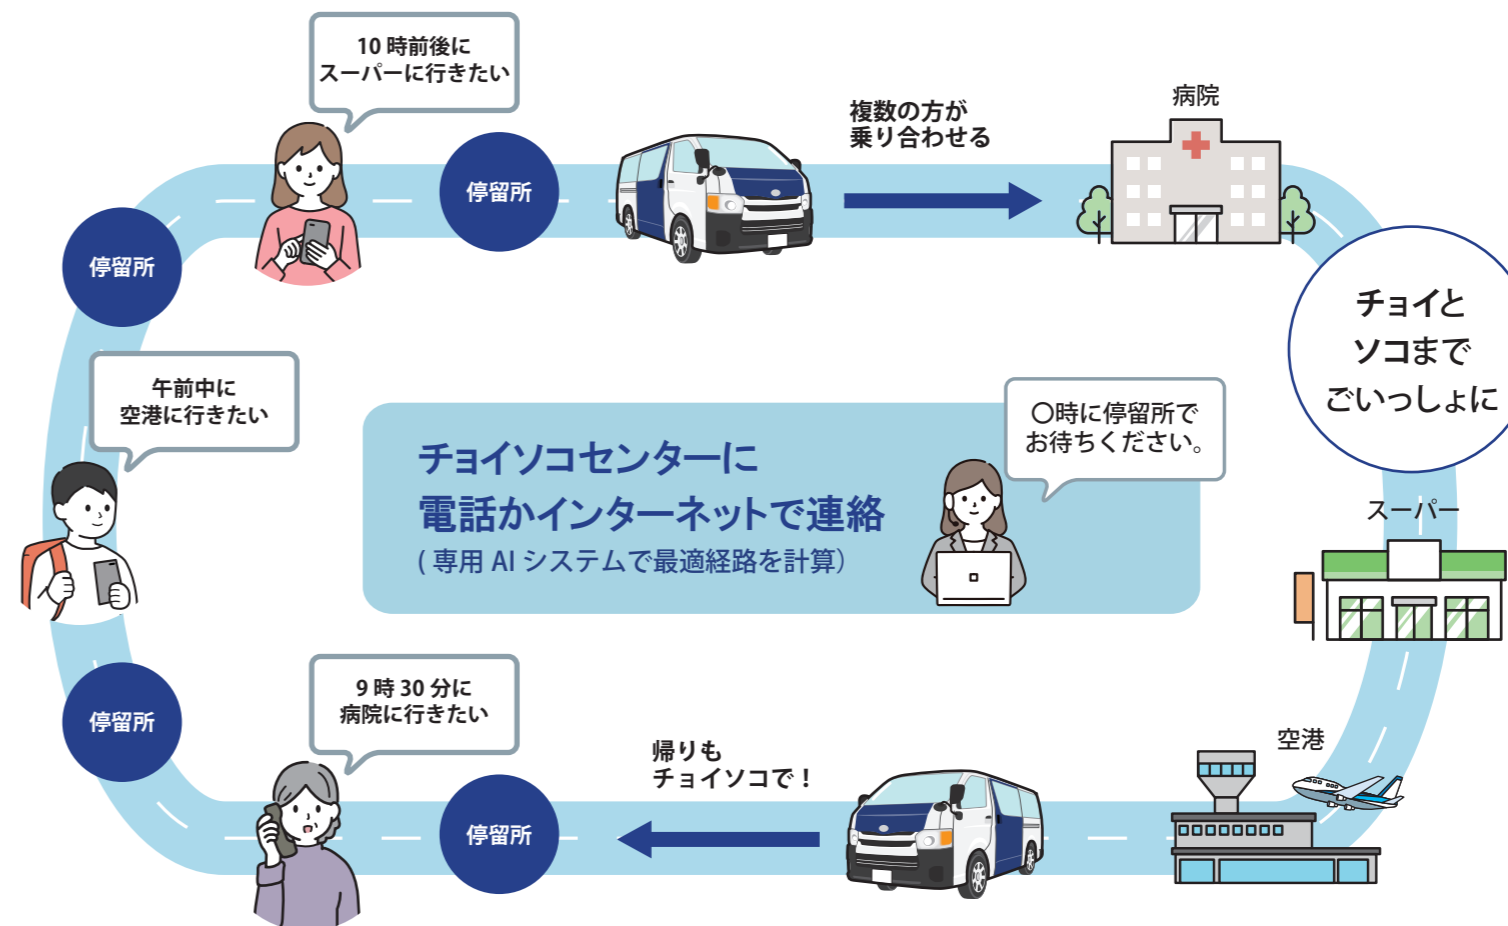 10 時前後に
スーパーに行きたい
停留所
複数の方が
乗り合わせる
病院
停留所
チョイと
ソコまで
ごいっしょに
午前中に
空港に行きたい
チョイソコセンターに
電話かインターネットで連絡
( 専用 AI システムで最適経路を計算）
〇時に停留所で
お待ちください。
スーパー
停留所
9 時 30 分に
病院に行きたい
帰りも
チョイソコで！
停留所
空港